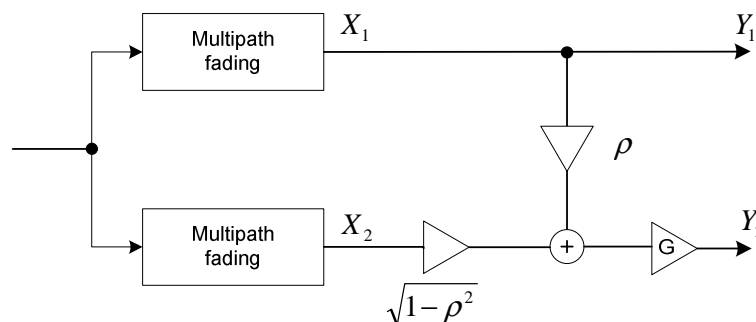 Multipath
fading
X₁
Y₁
ρ
Multipath
fading
X₂
√(1−ρ²)
+
G
Y